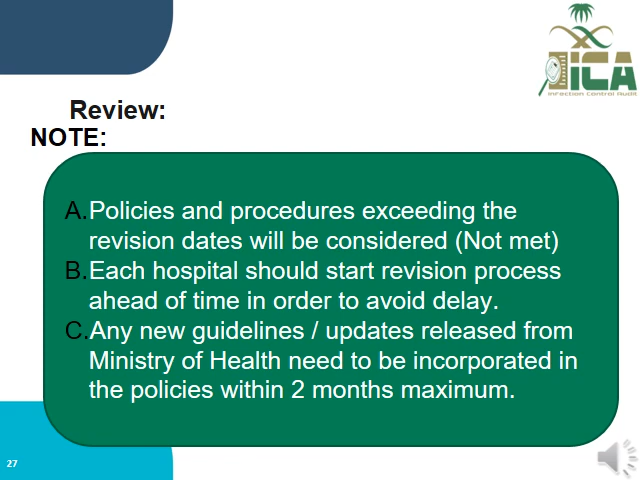 iCA
Infection Control Audit
Review:
NOTE:
A.Policies and procedures exceeding the
revision dates will be considered (Not met)
B.Each hospital should start revision process
ahead of time in order to avoid delay.
C.Any new guidelines / updates released from
Ministry of Health need to be incorporated in
the policies within 2 months maximum.
27